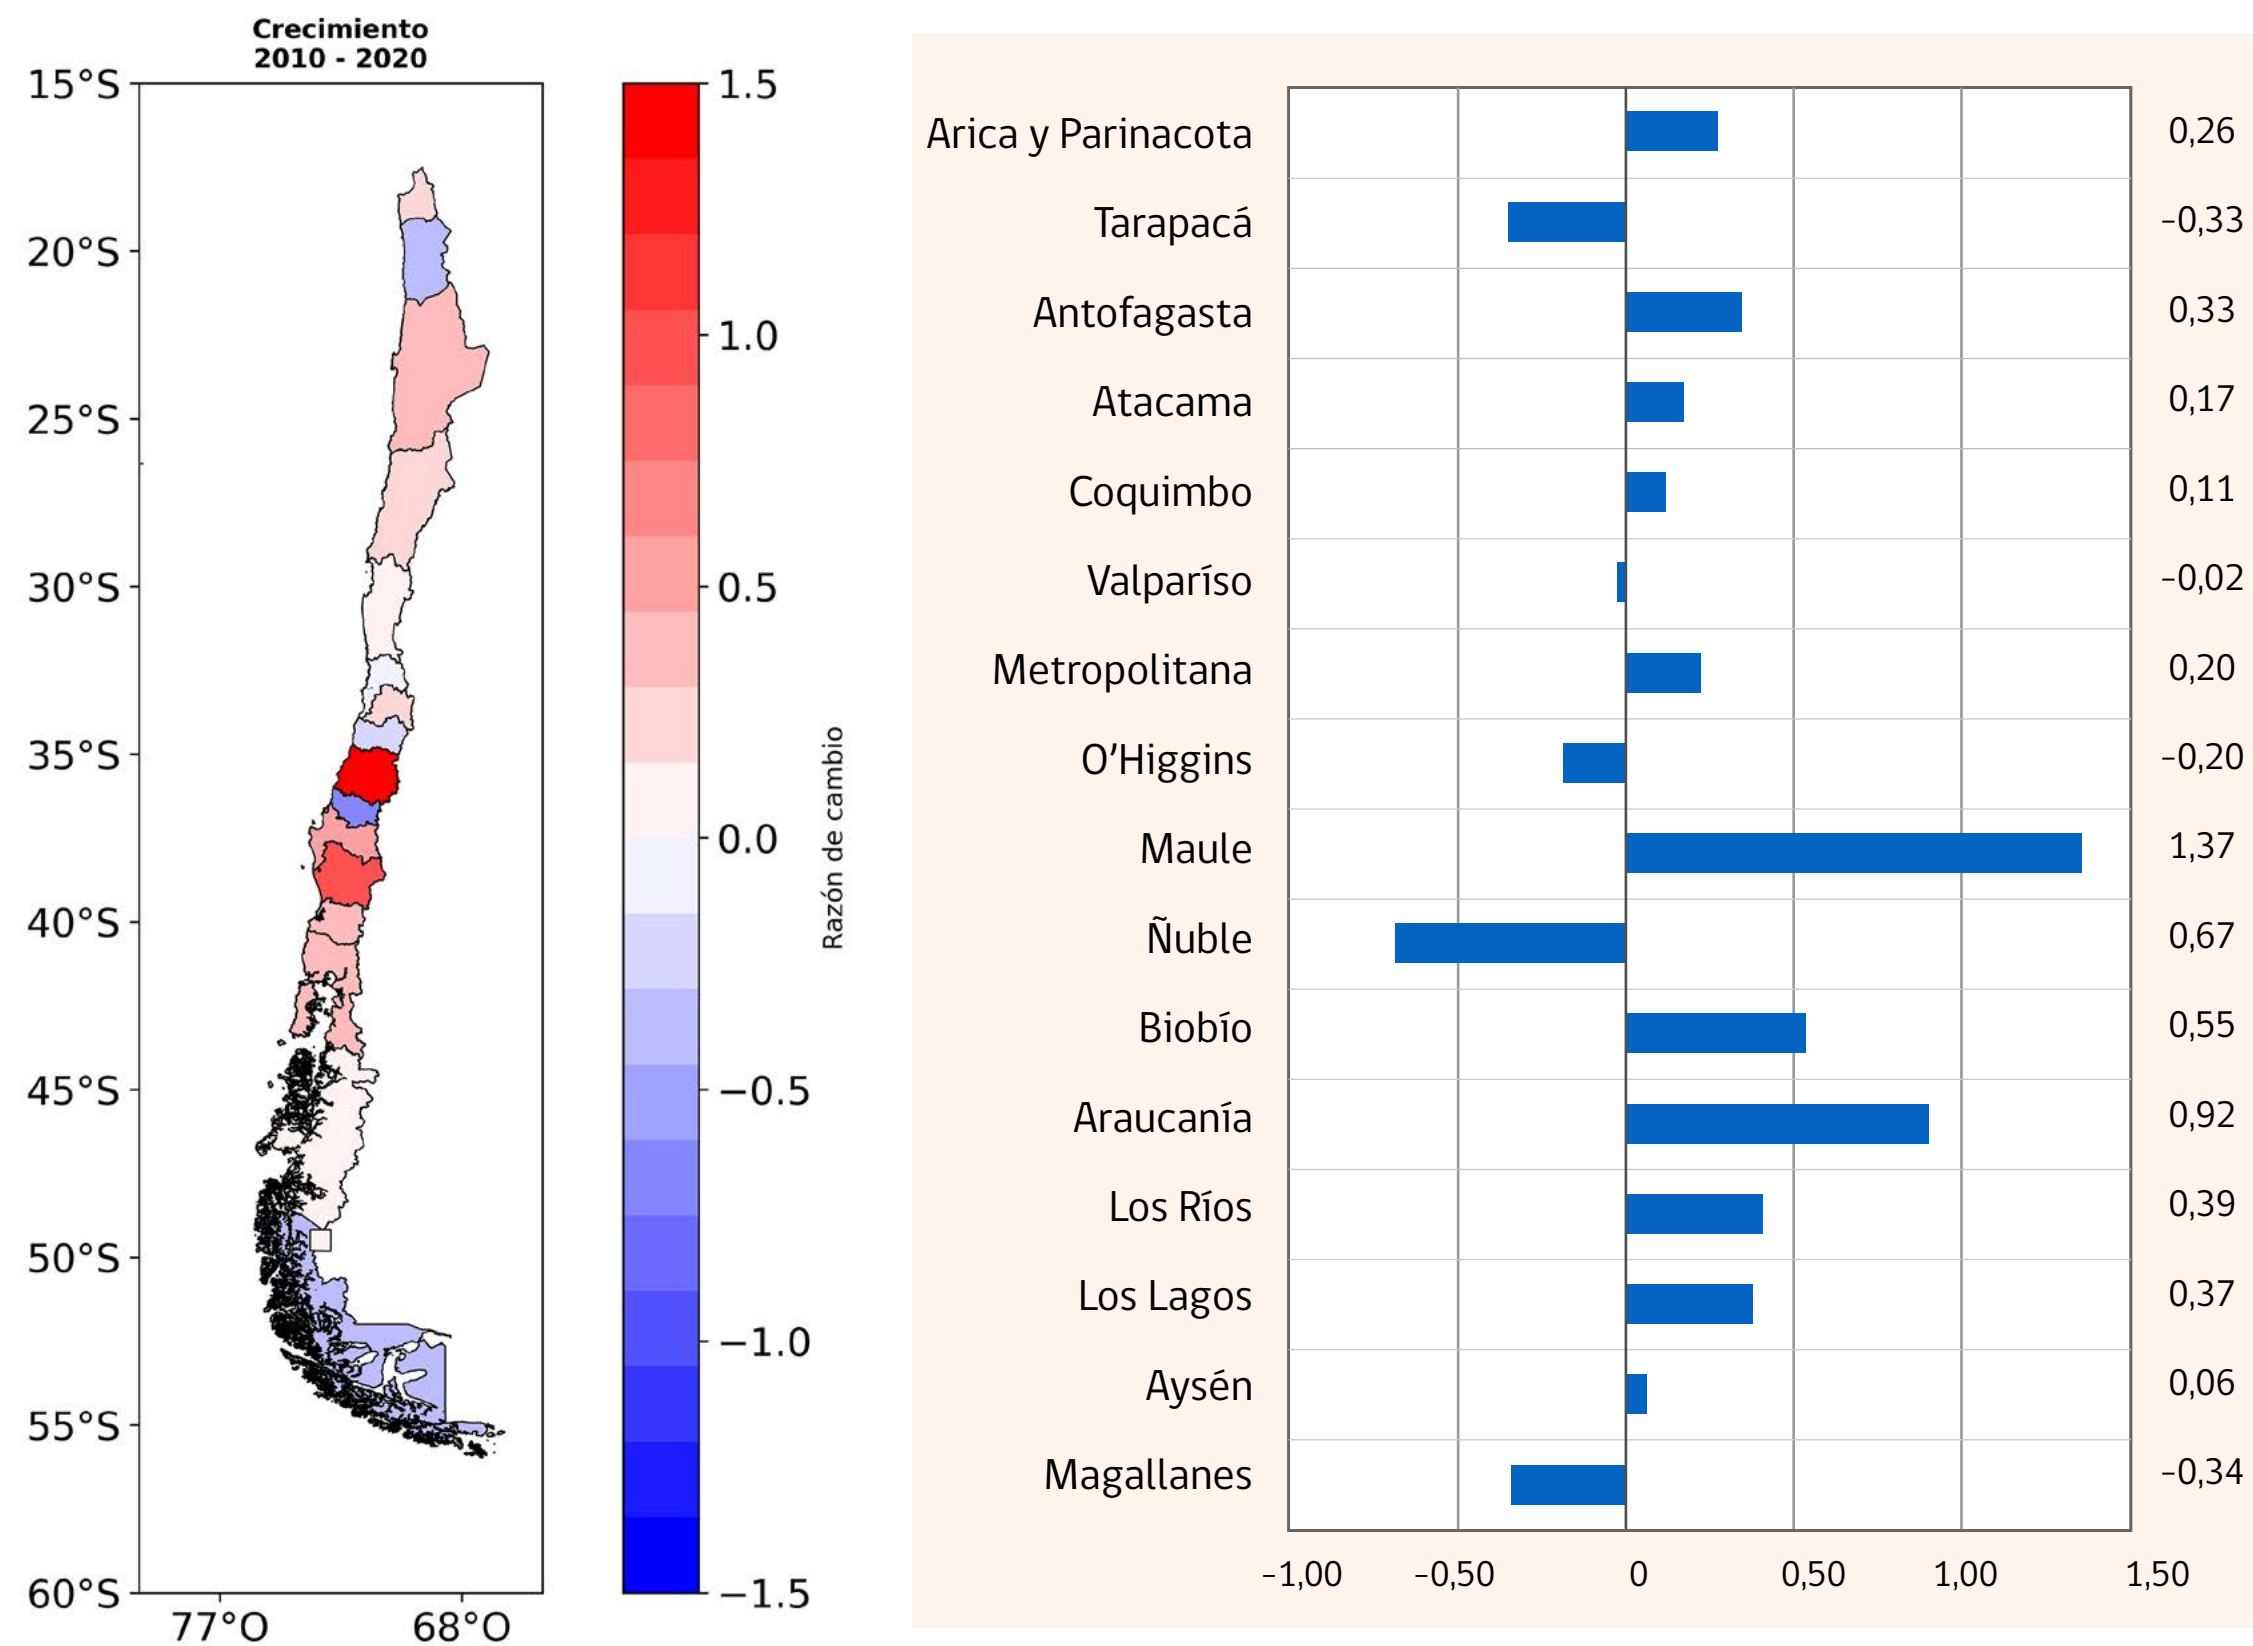 Crecimiento
2010 - 2020
15°S
20°S
25°S
30°S
35°S
40°S
45°S
50°S
55°S
60°S
77°O
68°O
1.5
1.0
0.5
0.0
−0.5
−1.0
−1.5
Razón de cambio
Arica y Parinacota 0,26
Tarapacá -0,33
Antofagasta 0,33
Atacama 0,17
Coquimbo 0,11
Valparíso -0,02
Metropolitana 0,20
O'Higgins -0,20
Maule 1,37
Ñuble 0,67
Biobío 0,55
Araucanía 0,92
Los Ríos 0,39
Los Lagos 0,37
Aysén 0,06
Magallanes -0,34
-1,00 -0,50 0 0,50 1,00 1,50